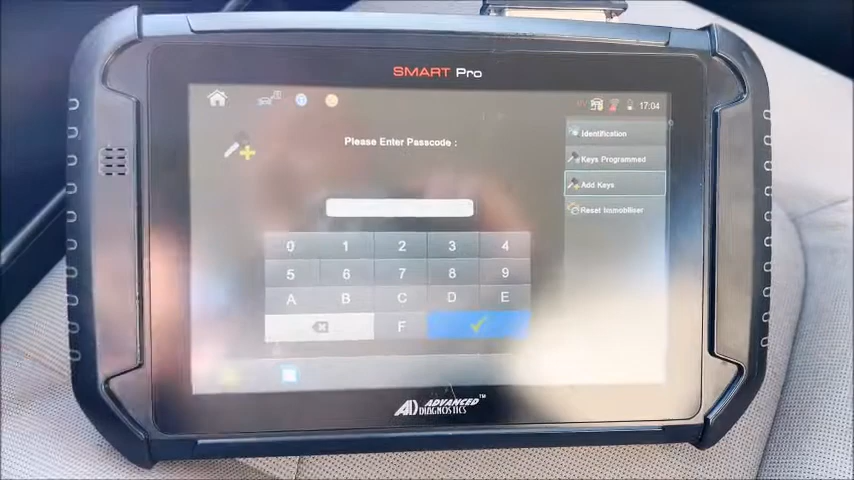 SMART Pro
17:04
Please Enter Passcode :
Identification
Keys Programmed
Add Keys
Reset Immobiliser
0 1 2 3 4
5 6 7 8 9
A B C D E
F
AD ADVANCED DIAGNOSTICS™